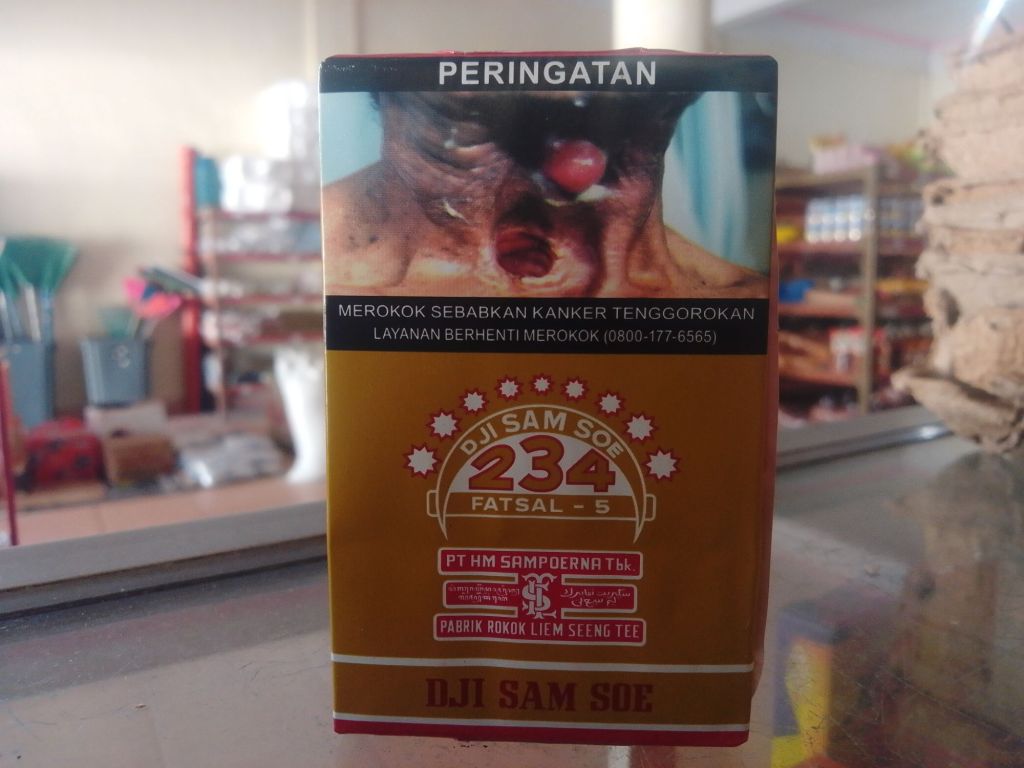 PERINGATAN
MEROKOK SEBABKAN KANKER TENGGOROKAN
LAYANAN BERHENTI MEROKOK (0800-177-6565)
DJI SAM SOE
234
FATSAL - 5
PT HM SAMPOERNA Tbk.
PABRIK ROKOK LIEM SEENG TEE
DJI SAM SOE